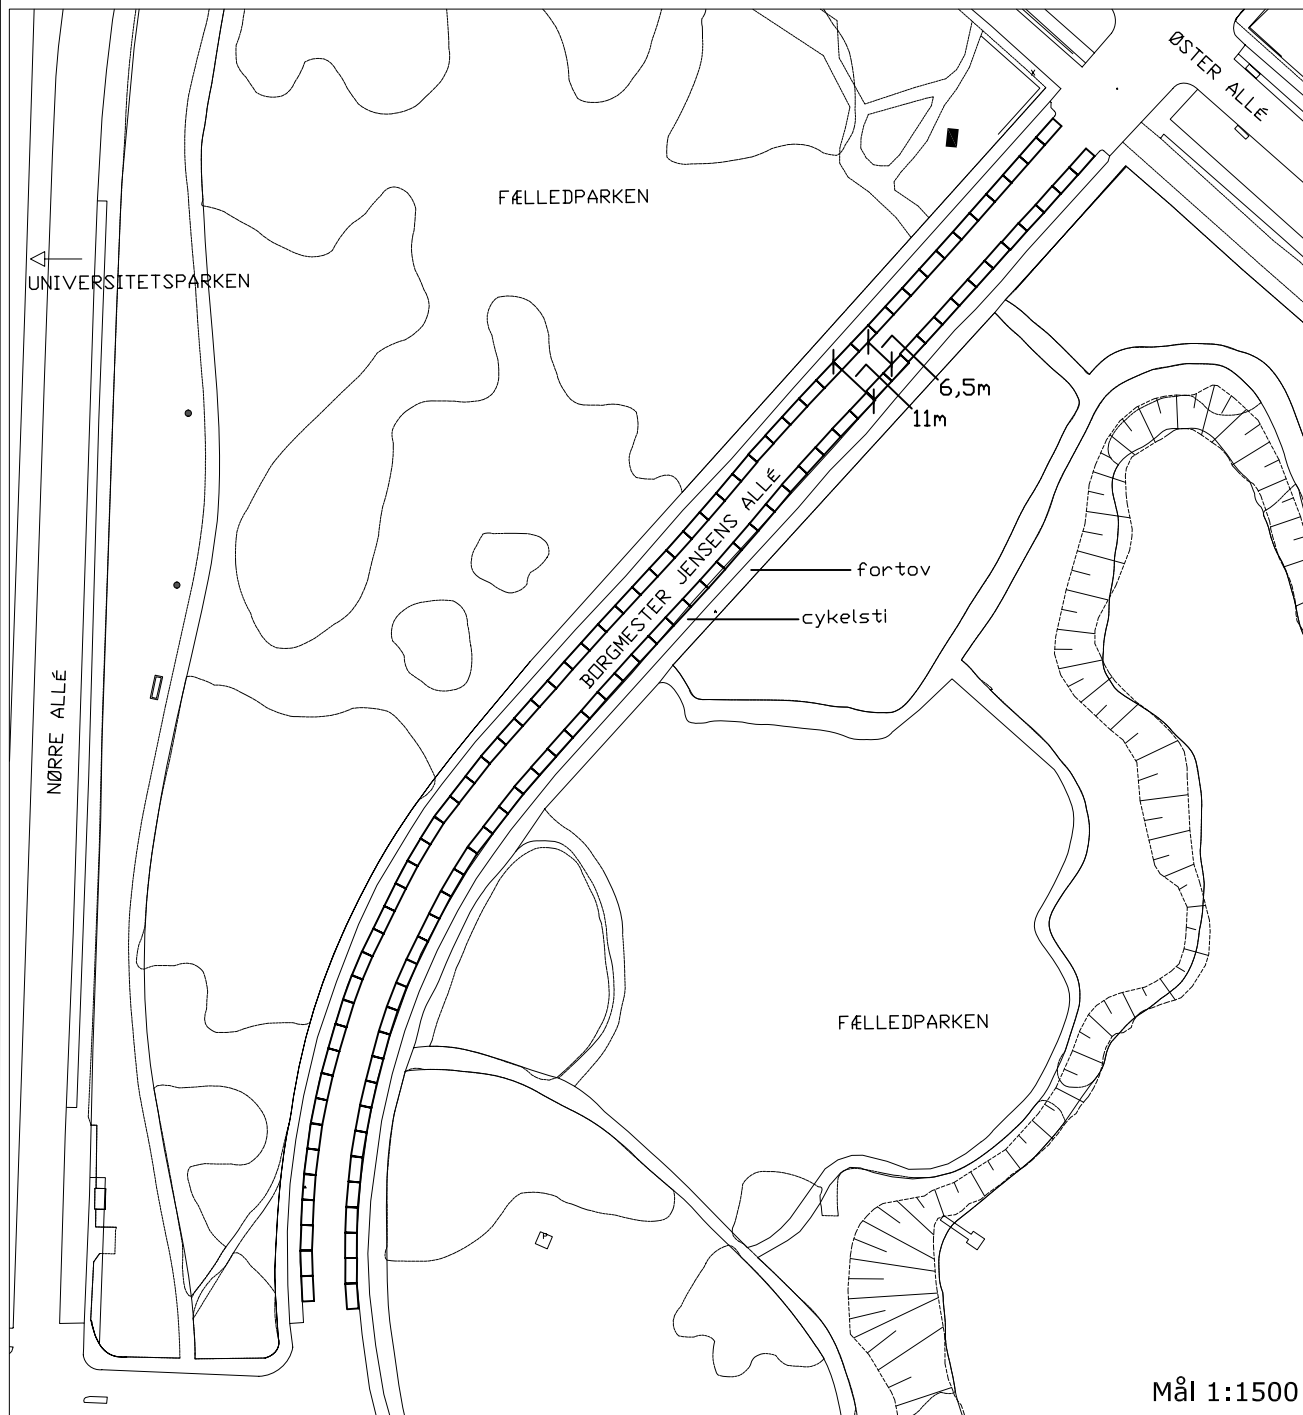 ØSTER ALLÉ
FÆLLEDPARKEN
UNIVERSITETSPARKEN
6,5m
11m
BORGMESTER JENSENS ALLÉ
fortov
cykelsti
NØRRE ALLÉ
FÆLLEDPARKEN
Mål 1:1500